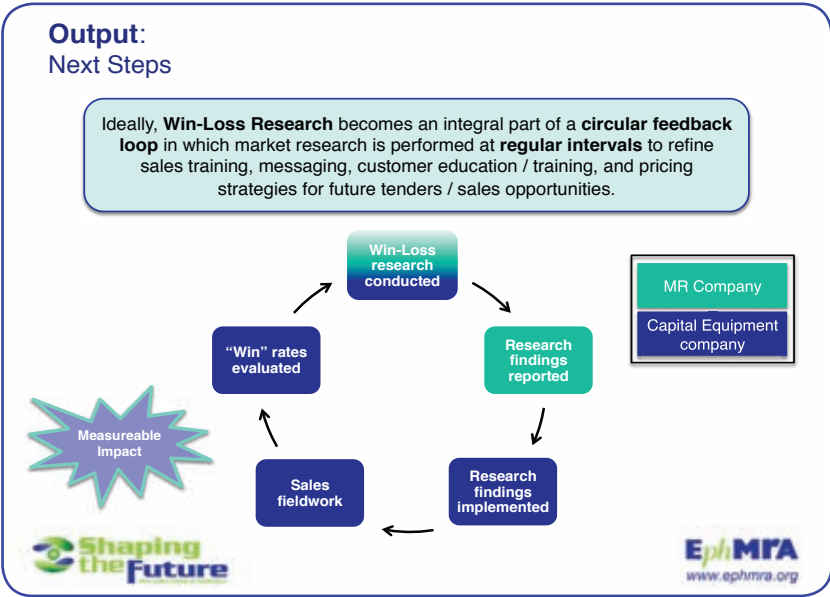 Output:
Next Steps
Ideally, Win-Loss Research becomes an integral part of a circular feedback
loop in which market research is performed at regular intervals to refine
sales training, messaging, customer education / training, and pricing
strategies for future tenders / sales opportunities.
Win-Loss
research
conducted
MR Company
Capital Equipment
company
"Win" rates
evaluated
Research
findings
reported
Measureable
Impact
Sales
fieldwork
Research
findings
implemented
Shaping
the Future
EphMRA
www.ephmra.org